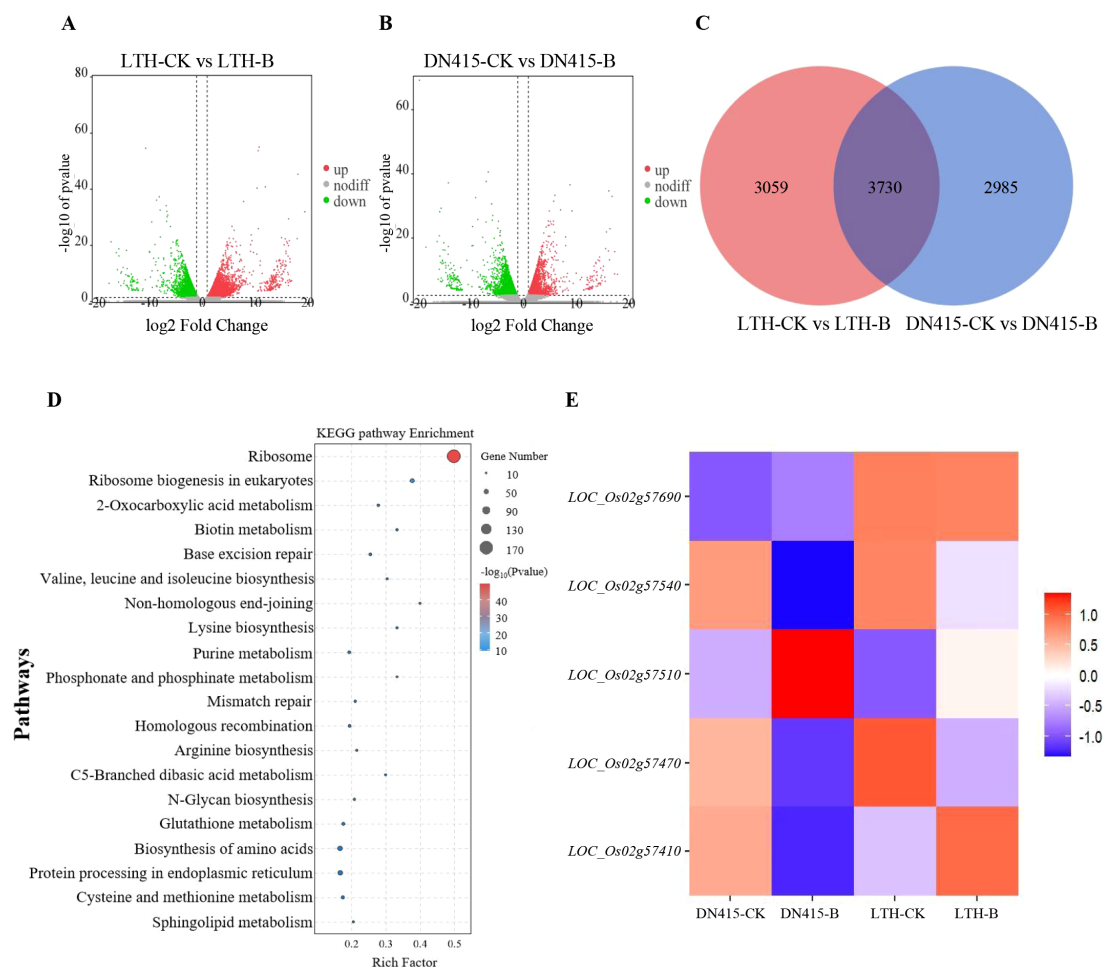 A
LTH-CK vs LTH-B
-log10 of pvalue
80
60
40
20
0
-20 -10 0 10 20
log2 Fold Change
up
nodiff
down
B
DN415-CK vs DN415-B
-log10 of pvalue
60
40
20
0
-20 -10 0 10 20
log2 Fold Change
up
nodiff
down
C
3059 3730 2985
LTH-CK vs LTH-B DN415-CK vs DN415-B
D
KEGG pathway Enrichment
Pathways
Ribosome
Ribosome biogenesis in eukaryotes
2-Oxocarboxylic acid metabolism
Biotin metabolism
Base excision repair
Valine, leucine and isoleucine biosynthesis
Non-homologous end-joining
Lysine biosynthesis
Purine metabolism
Phosphonate and phosphinate metabolism
Mismatch repair
Homologous recombination
Arginine biosynthesis
C5-Branched dibasic acid metabolism
N-Glycan biosynthesis
Glutathione metabolism
Biosynthesis of amino acids
Protein processing in endoplasmic reticulum
Cysteine and methionine metabolism
Sphingolipid metabolism
0.2 0.3 0.4 0.5
Rich Factor
Gene Number
10
50
90
130
170
-log10(Pvalue)
40
30
20
10
E
LOC_Os02g57690
LOC_Os02g57540
LOC_Os02g57510
LOC_Os02g57470
LOC_Os02g57410
DN415-CK DN415-B LTH-CK LTH-B
1.0
0.5
0.0
-0.5
-1.0